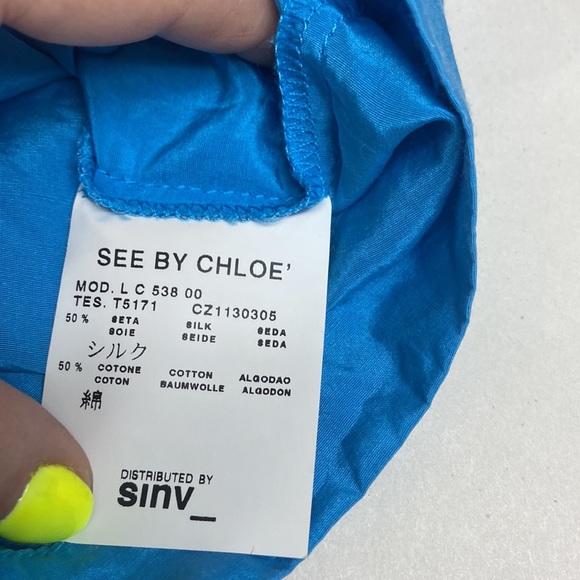 SEE BY CHLOE'
MOD. L C 538 00
TES. T5171 CZ1130305
50 % SETA SILK SEDA
SOIE SEIDE SEDA
シルク
50 % COTONE COTTON ALGODAO
COTON BAUMWOLLE ALGODON
綿
DISTRIBUTED BY
sinv_